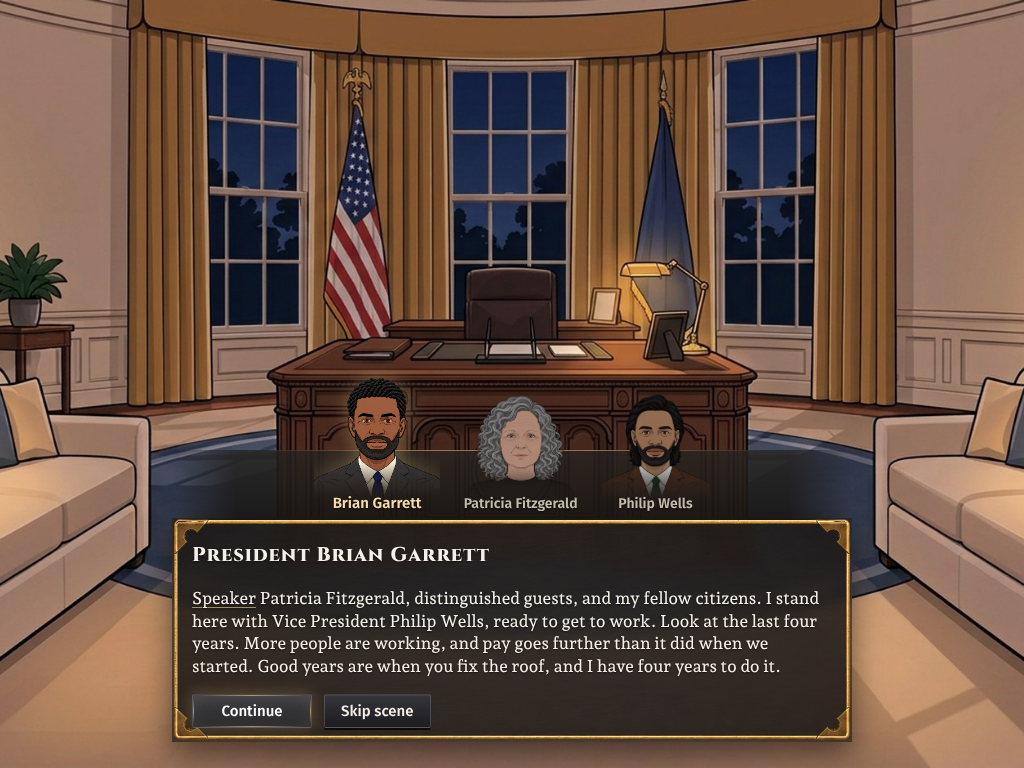 Brian Garrett
Patricia Fitzgerald
Philip Wells
President Brian Garrett
Speaker Patricia Fitzgerald, distinguished guests, and my fellow citizens. I stand
here with Vice President Philip Wells, ready to get to work. Look at the last four
years. More people are working, and pay goes further than it did when we
started. Good years are when you fix the roof, and I have four years to do it.
Continue
Skip scene